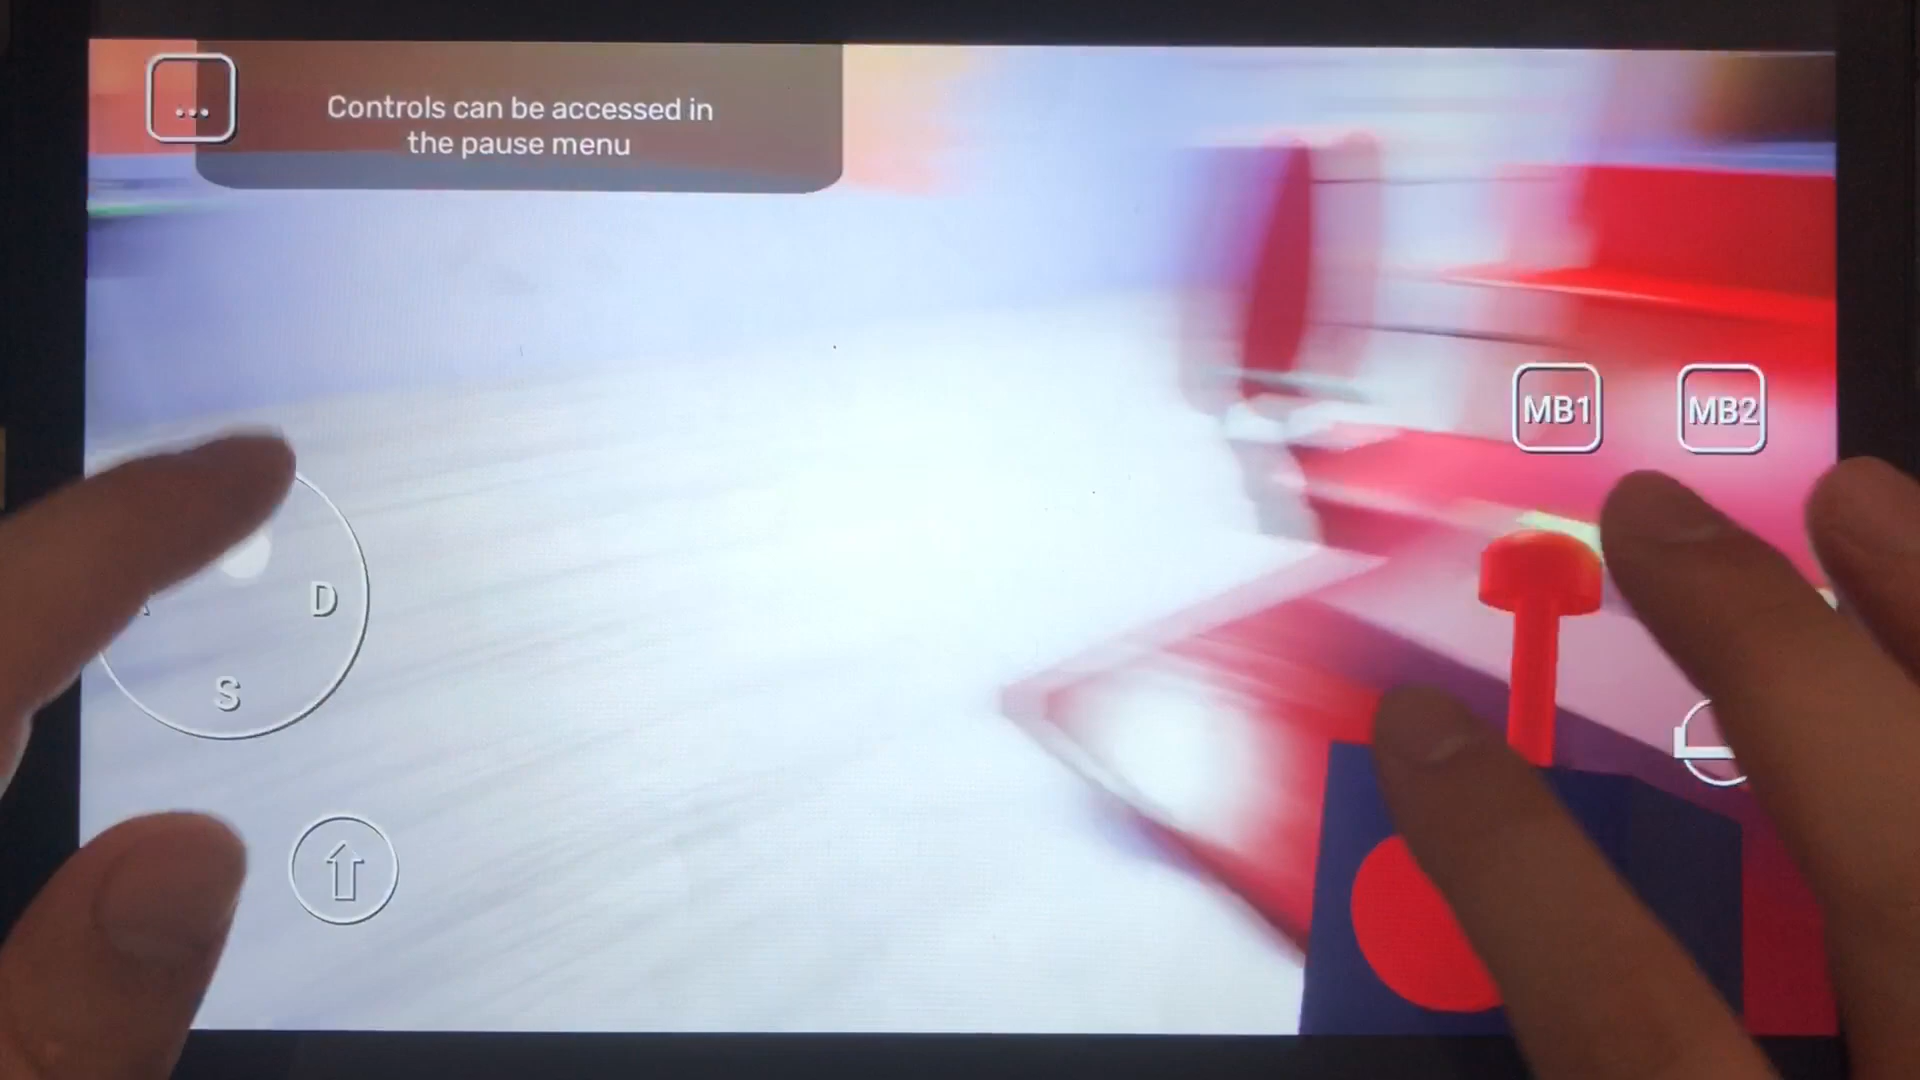 ...
Controls can be accessed in
the pause menu
MB1
MB2
D
S